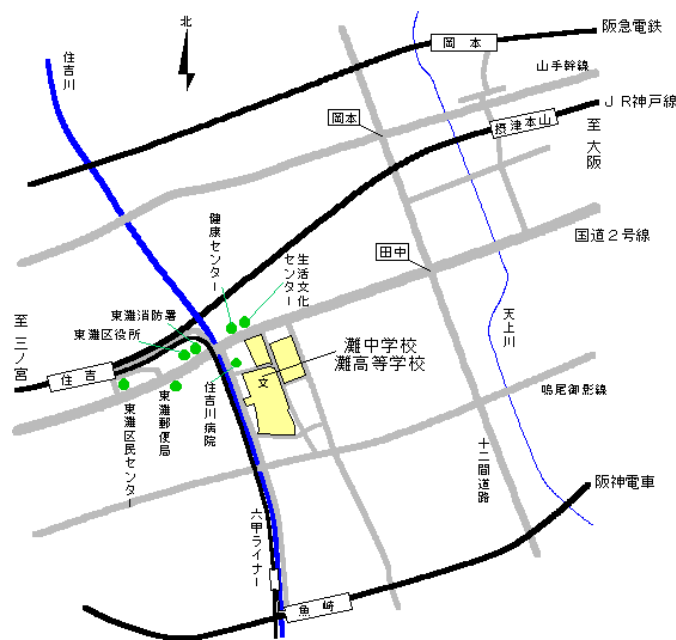 北
住吉川
阪急電鉄
岡本
山手幹線
岡本
摂津本山
JR神戸線
至大阪
国道2号線
田中
健康センター
生活文化センター
東灘消防署
東灘区役所
至三ノ宮
住吉
天上川
灘中学校
灘高等学校
文
住吉川病院
東灘郵便局
東灘区民センター
鳴尾御影線
十二間道路
阪神電車
六甲ライナー
魚崎